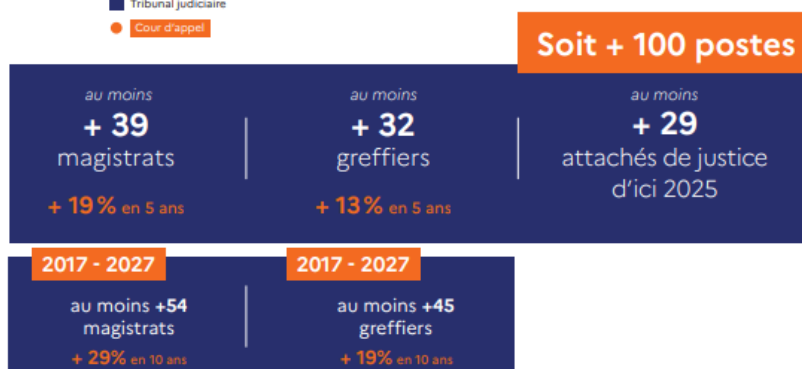 Tribunal judiciaire
Cour d'appel
Soit + 100 postes
au moins
+ 39
magistrats
+ 19% en 5 ans
au moins
+ 32
greffiers
+ 13% en 5 ans
au moins
+ 29
attachés de justice
d'ici 2025
2017 - 2027
au moins +54
magistrats
+ 29% en 10 ans
2017 - 2027
au moins +45
greffiers
+ 19% en 10 ans